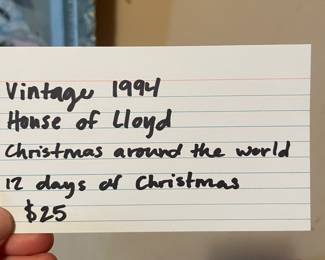 Vintage 1994
House of Lloyd
Christmas around the world
12 days of Christmas
$25